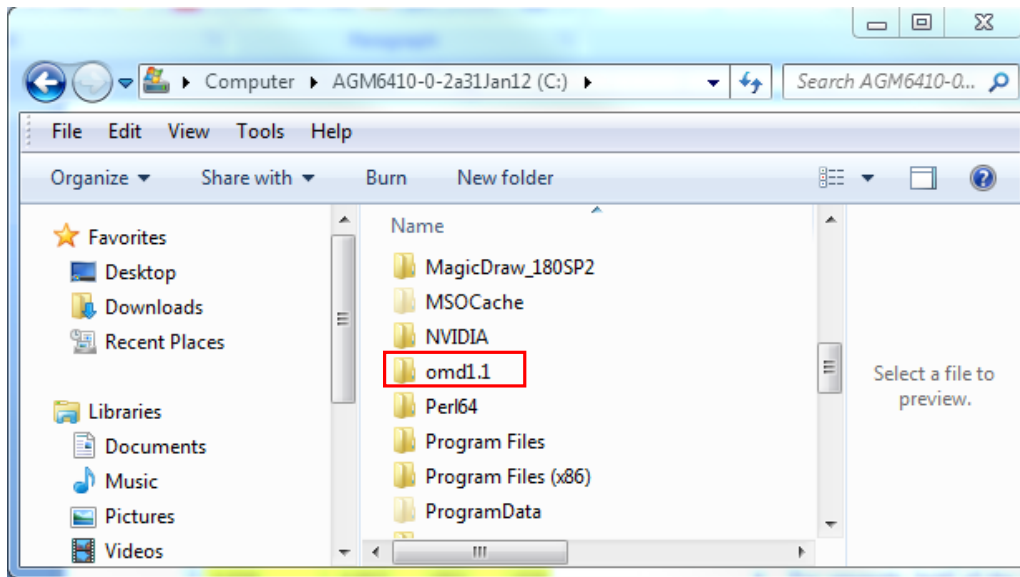 Computer AGM6410-0-2a31Jan12 (C:) Search AGM6410-0...
File Edit View Tools Help
Organize Share with Burn New folder
Favorites
Desktop
Downloads
Recent Places
Libraries
Documents
Music
Pictures
Videos
Name
MagicDraw_180SP2
MSOCache
NVIDIA
omd1.1
Perl64
Program Files
Program Files (x86)
ProgramData
Select a file to
preview.